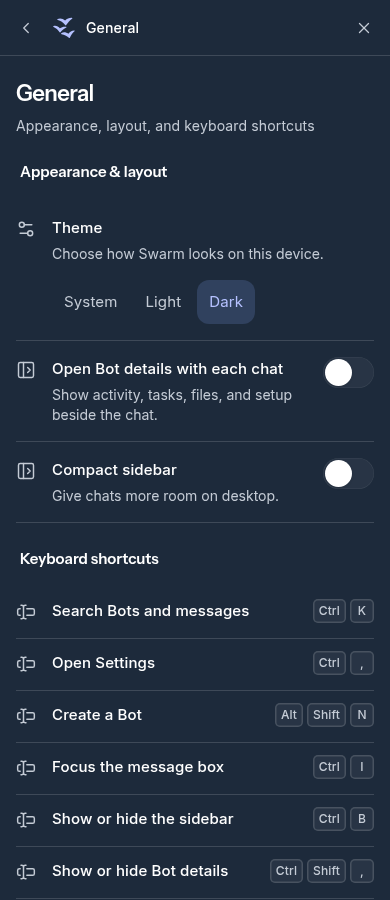 General
General
Appearance, layout, and keyboard shortcuts
Appearance & layout
Theme
Choose how Swarm looks on this device.
System Light Dark
Open Bot details with each chat
Show activity, tasks, files, and setup
beside the chat.
Compact sidebar
Give chats more room on desktop.
Keyboard shortcuts
Search Bots and messages Ctrl K
Open Settings Ctrl ,
Create a Bot Alt Shift N
Focus the message box Ctrl I
Show or hide the sidebar Ctrl B
Show or hide Bot details Ctrl Shift ,